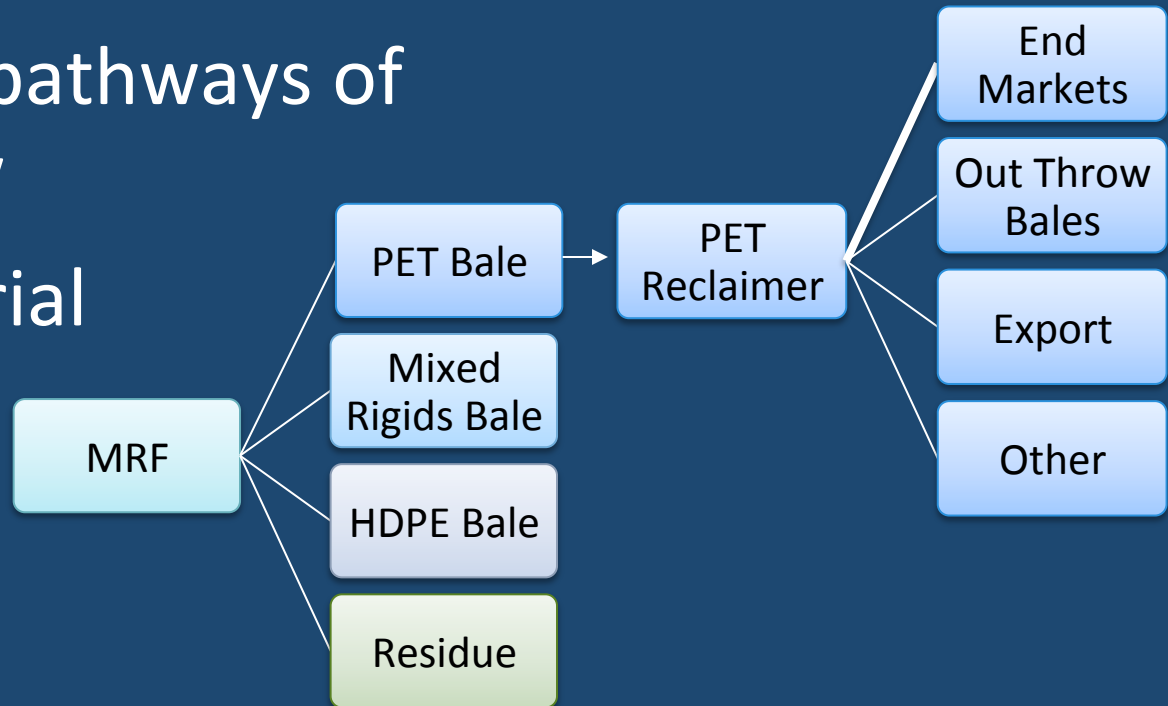 pathways of
rial
MRF
PET Bale
Mixed
Rigids Bale
HDPE Bale
Residue
PET
Reclaimer
End
Markets
Out Throw
Bales
Export
Other